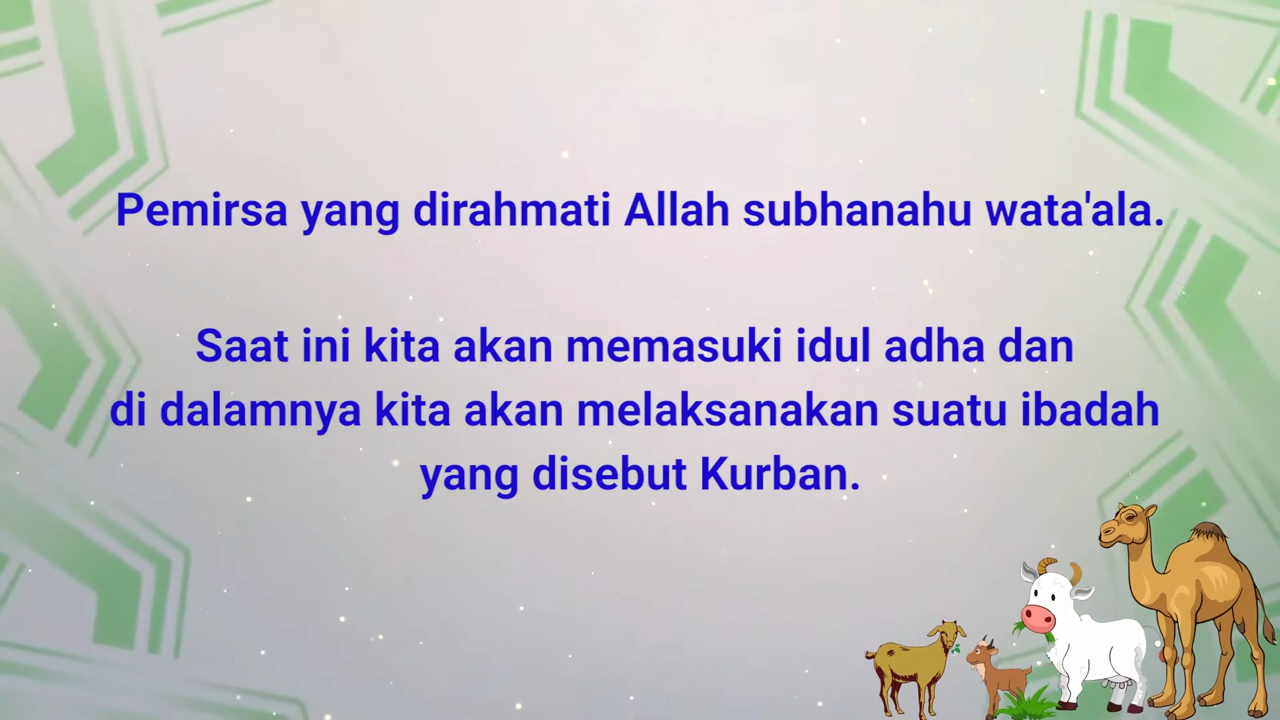 Pemirsa yang dirahmati Allah subhanahu wata'ala.
Saat ini kita akan memasuki idul adha dan
di dalamnya kita akan melaksanakan suatu ibadah
yang disebut Kurban.